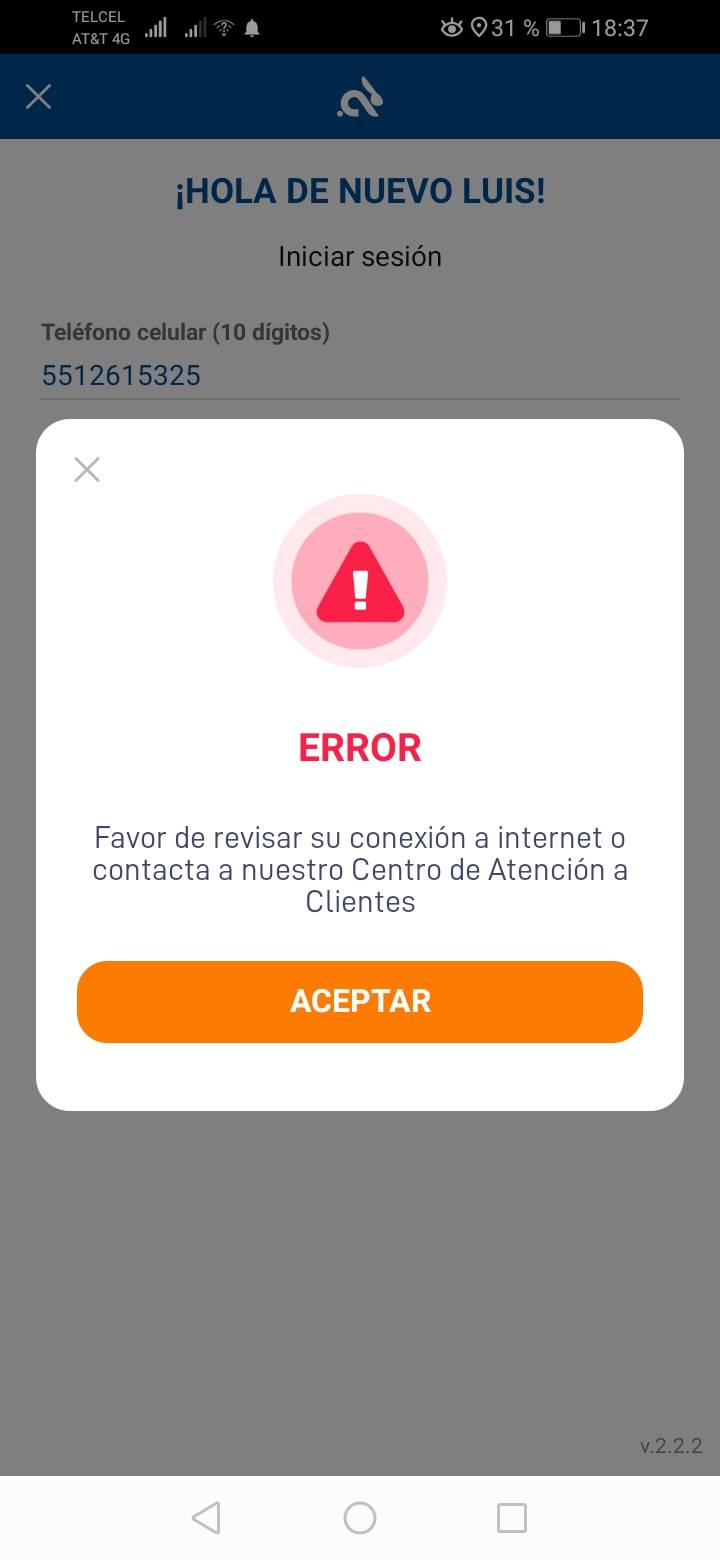 TELCEL
AT&T 4G
31 % 18:37
¡HOLA DE NUEVO LUIS!
Iniciar sesión
Teléfono celular (10 dígitos)
5512615325
ERROR
Favor de revisar su conexión a internet o
contacta a nuestro Centro de Atención a
Clientes
ACEPTAR
v.2.2.2